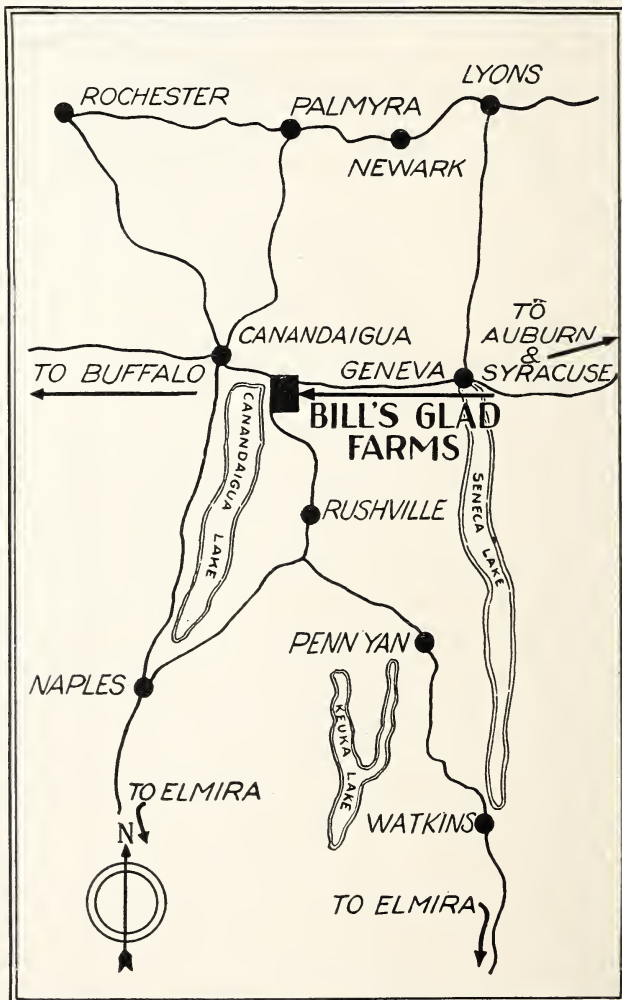 ROCHESTER
PALMYRA
LYONS
NEWARK
CANANDAIGUA
TO BUFFALO
GENEVA
TO
AUBURN
&
SYRACUSE
BILL'S GLAD
FARMS
CANANDAIGUA
LAKE
SENECA LAKE
RUSHVILLE
PENN YAN
NAPLES
KEUKA LAKE
TO ELMIRA
N
WATKINS
TO ELMIRA